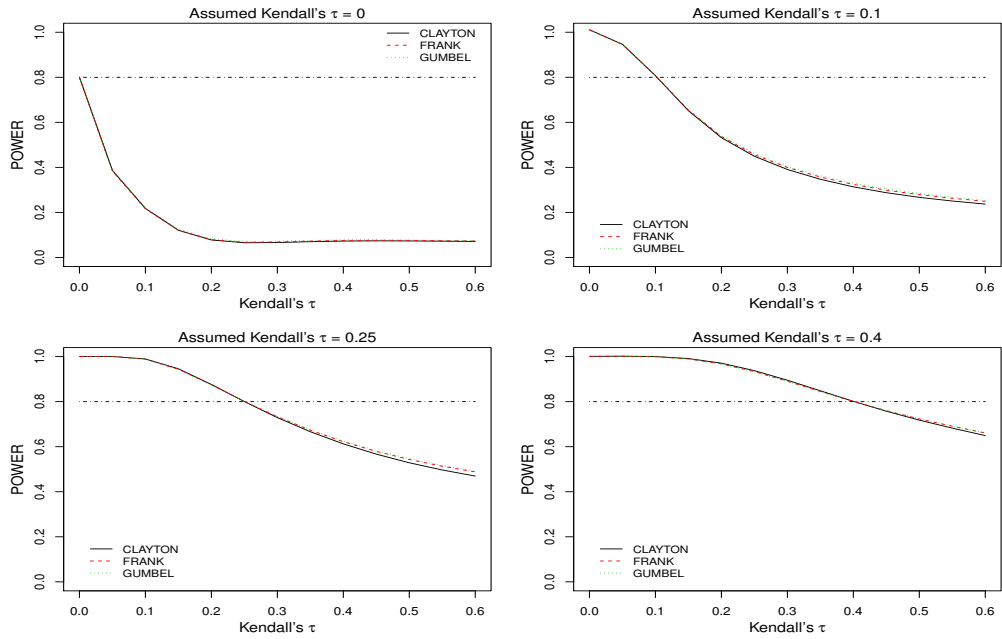 Assumed Kendall's τ = 0
POWER
1.0
0.8
0.6
0.4
0.2
0.0
CLAYTON
FRANK
GUMBEL
0.0 0.1 0.2 0.3 0.4 0.5 0.6
Kendall's τ
Assumed Kendall's τ = 0.1
POWER
1.0
0.8
0.6
0.4
0.2
0.0
CLAYTON
FRANK
GUMBEL
0.0 0.1 0.2 0.3 0.4 0.5 0.6
Kendall's τ
Assumed Kendall's τ = 0.25
POWER
1.0
0.8
0.6
0.4
0.2
0.0
CLAYTON
FRANK
GUMBEL
0.0 0.1 0.2 0.3 0.4 0.5 0.6
Kendall's τ
Assumed Kendall's τ = 0.4
POWER
1.0
0.8
0.6
0.4
0.2
0.0
CLAYTON
FRANK
GUMBEL
0.0 0.1 0.2 0.3 0.4 0.5 0.6
Kendall's τ